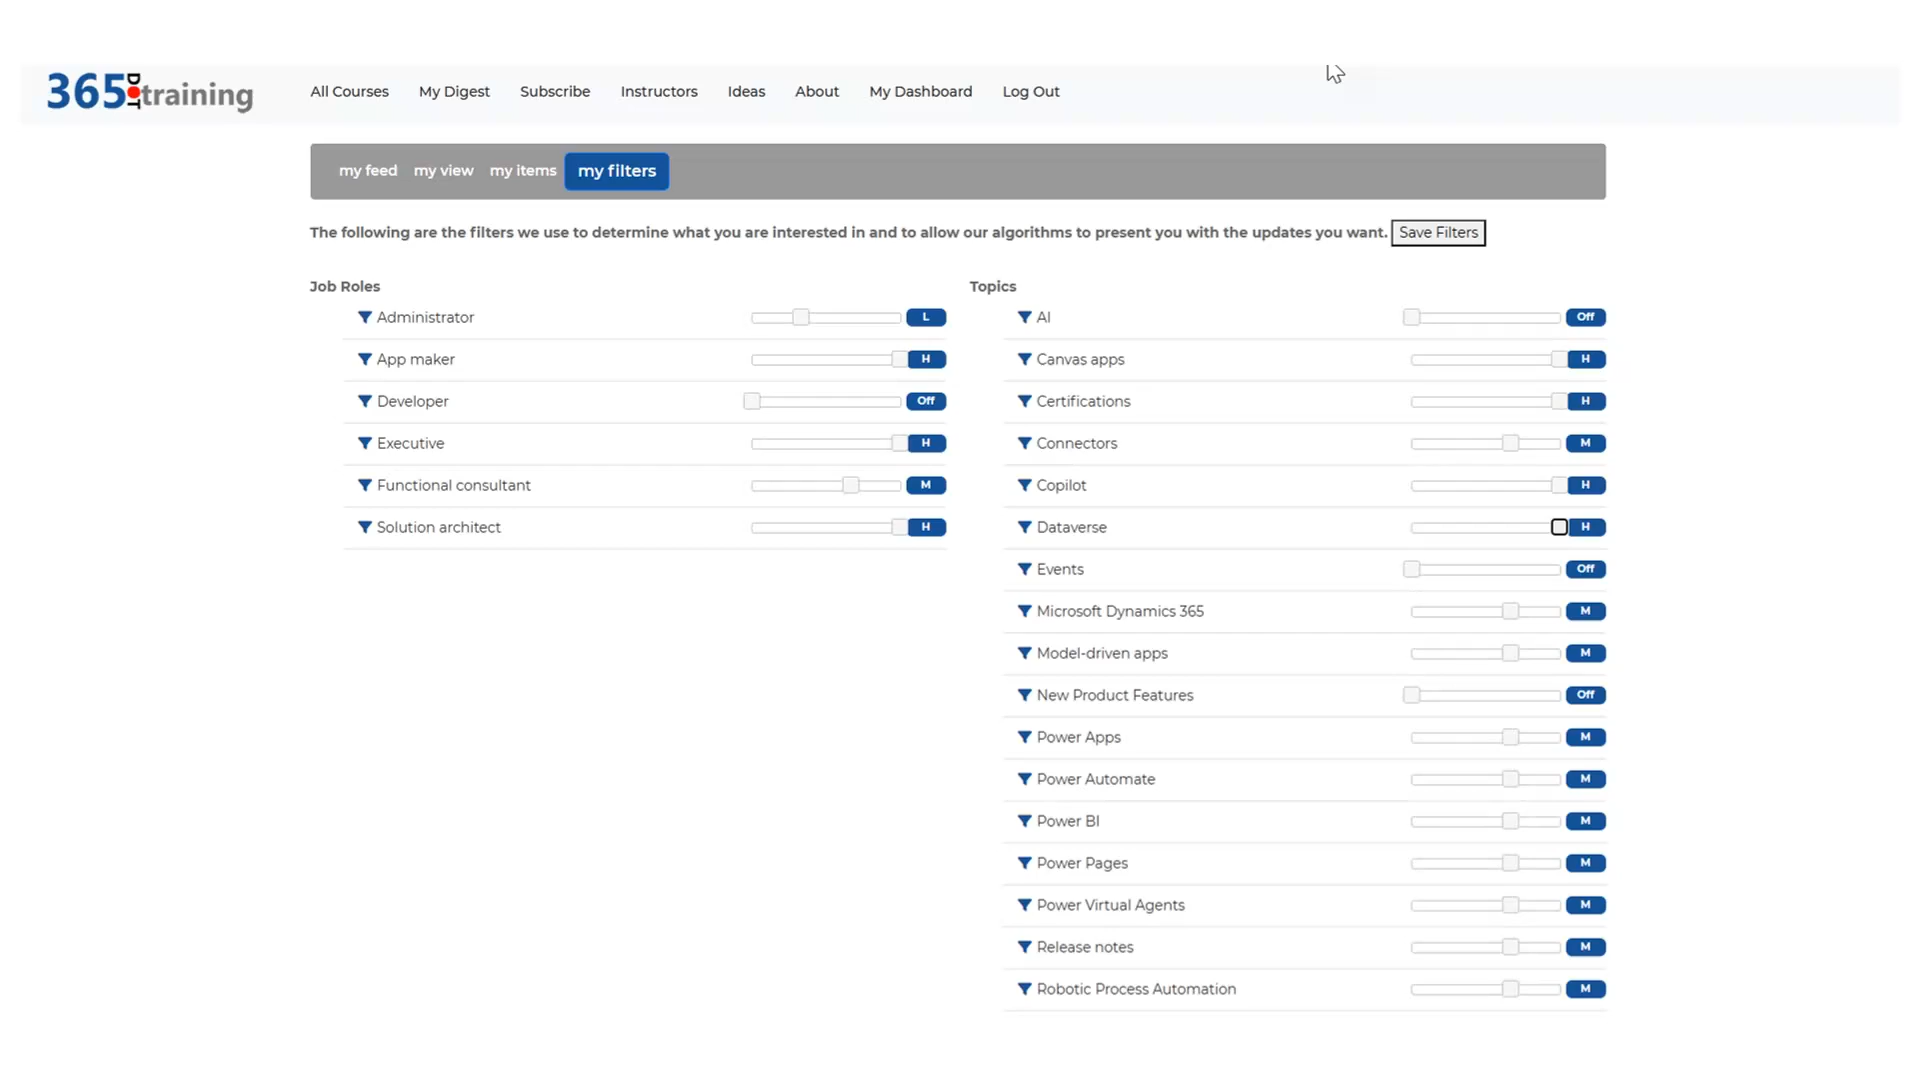 365 DOT training
All Courses My Digest Subscribe Instructors Ideas About My Dashboard Log Out
my feed my view my items my filters
The following are the filters we use to determine what you are interested in and to allow our algorithms to present you with the updates you want. Save Filters
Job Roles
Administrator L
App maker H
Developer Off
Executive H
Functional consultant M
Solution architect H
Topics
AI Off
Canvas apps H
Certifications H
Connectors M
Copilot H
Dataverse H
Events Off
Microsoft Dynamics 365 M
Model-driven apps M
New Product Features Off
Power Apps M
Power Automate M
Power BI M
Power Pages M
Power Virtual Agents M
Release notes M
Robotic Process Automation M